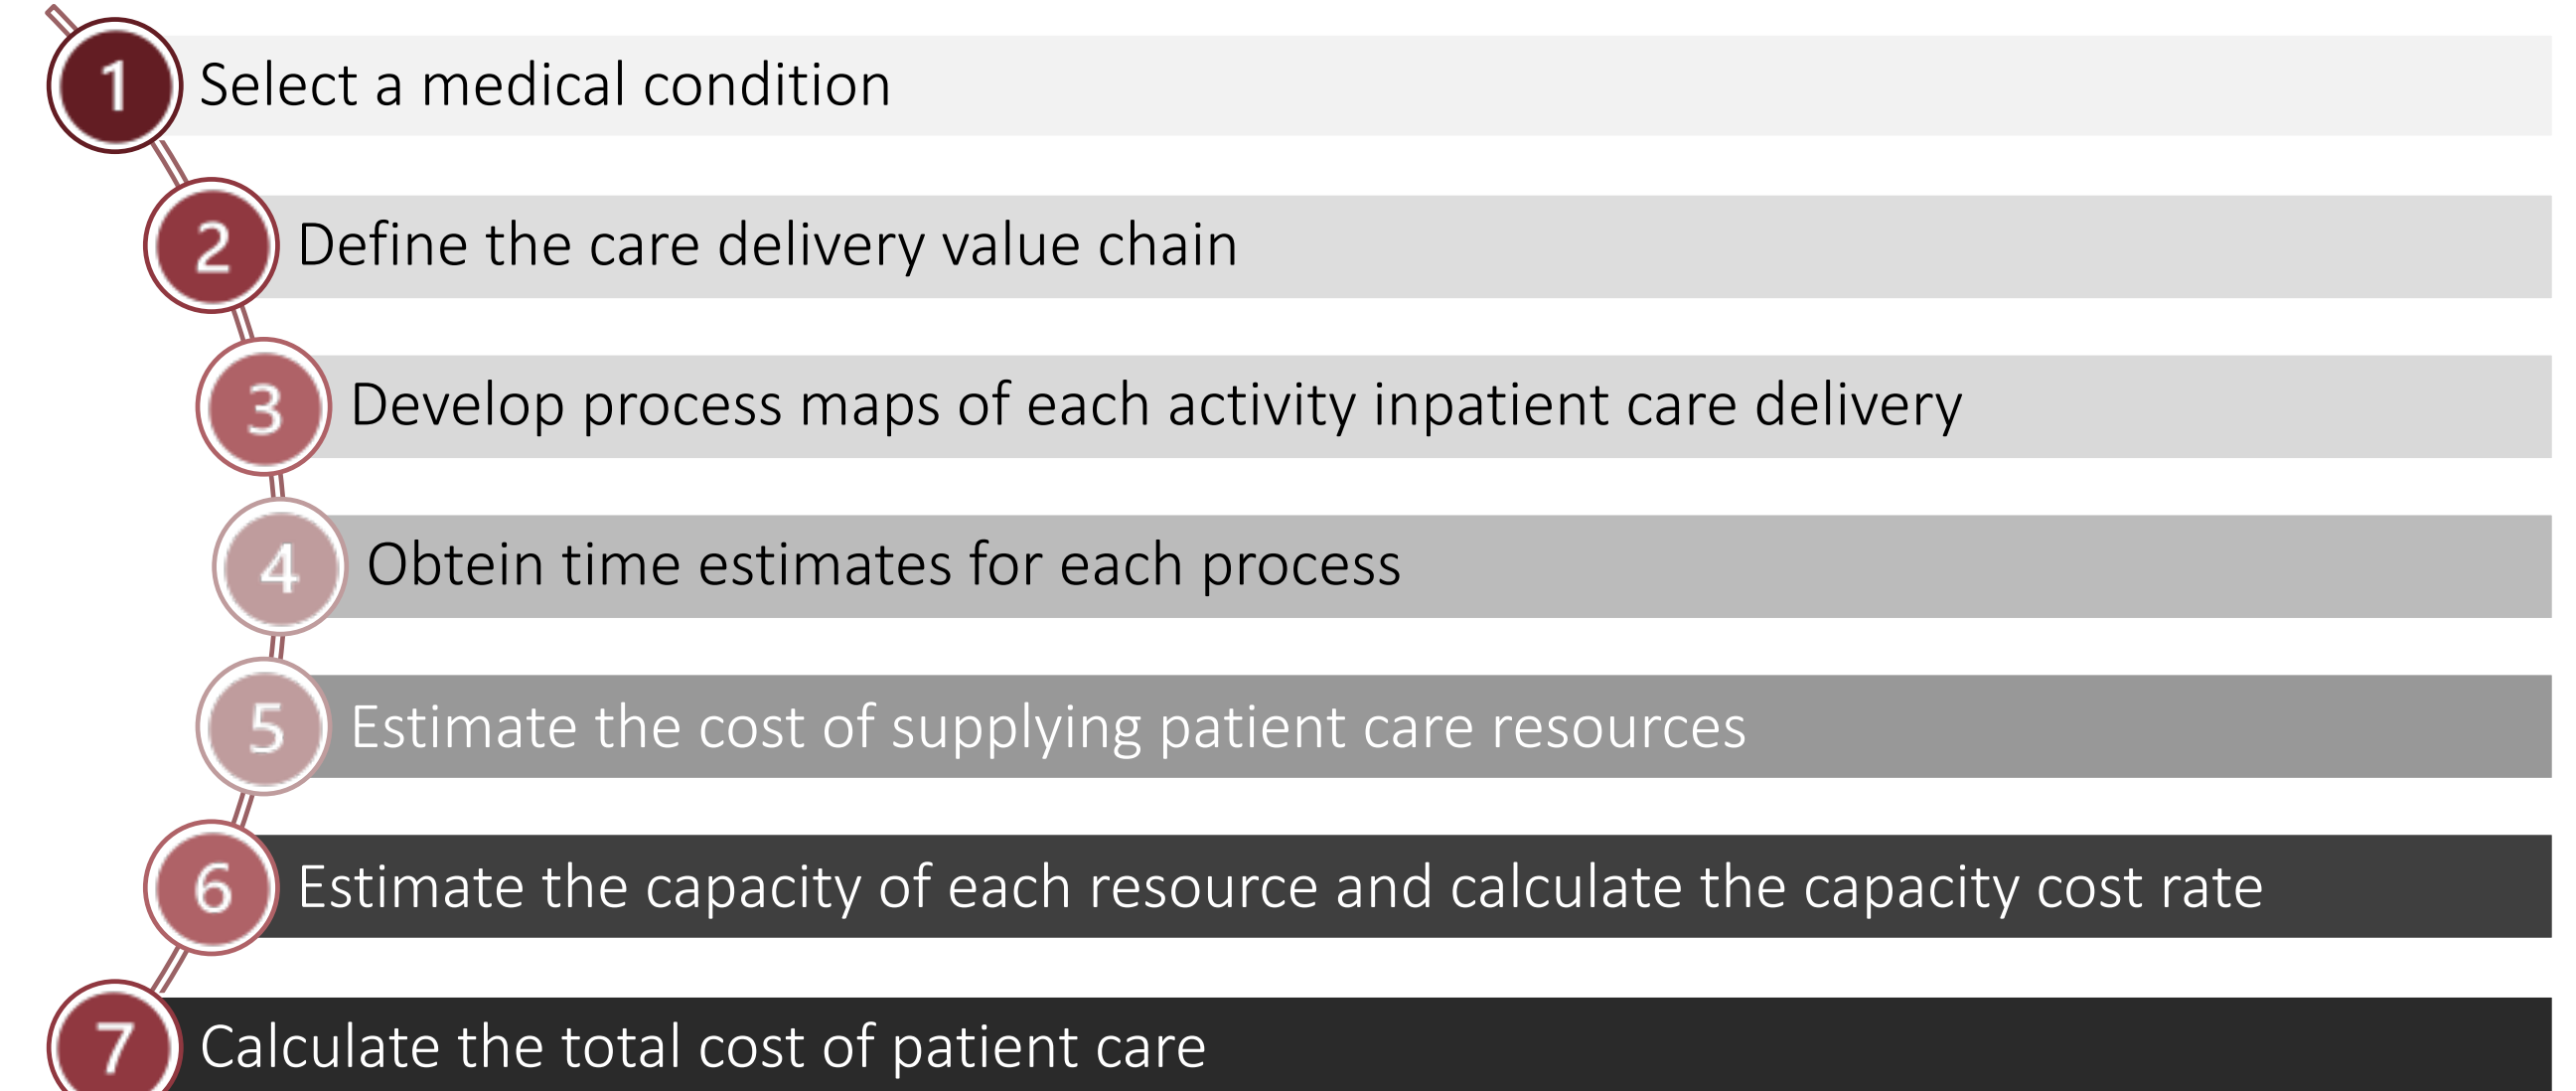 1 Select a medical condition
2 Define the care delivery value chain
3 Develop process maps of each activity inpatient care delivery
4 Obtein time estimates for each process
5 Estimate the cost of supplying patient care resources
6 Estimate the capacity of each resource and calculate the capacity cost rate
7 Calculate the total cost of patient care